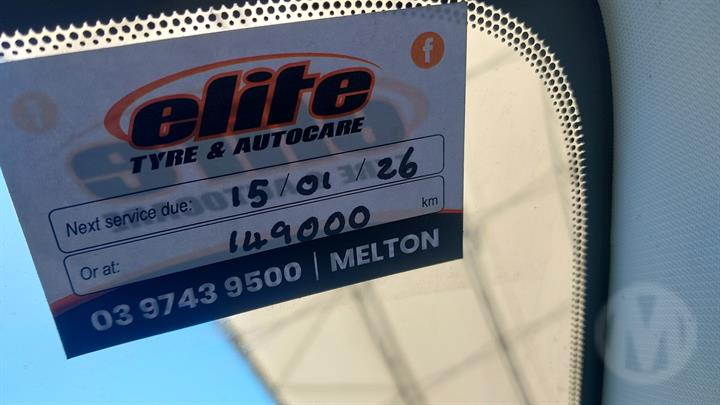 f
elite
TYRE & AUTOCARE
Next service due: 15/01/26
Or at: 149000 km
03 9743 9500 | MELTON
M